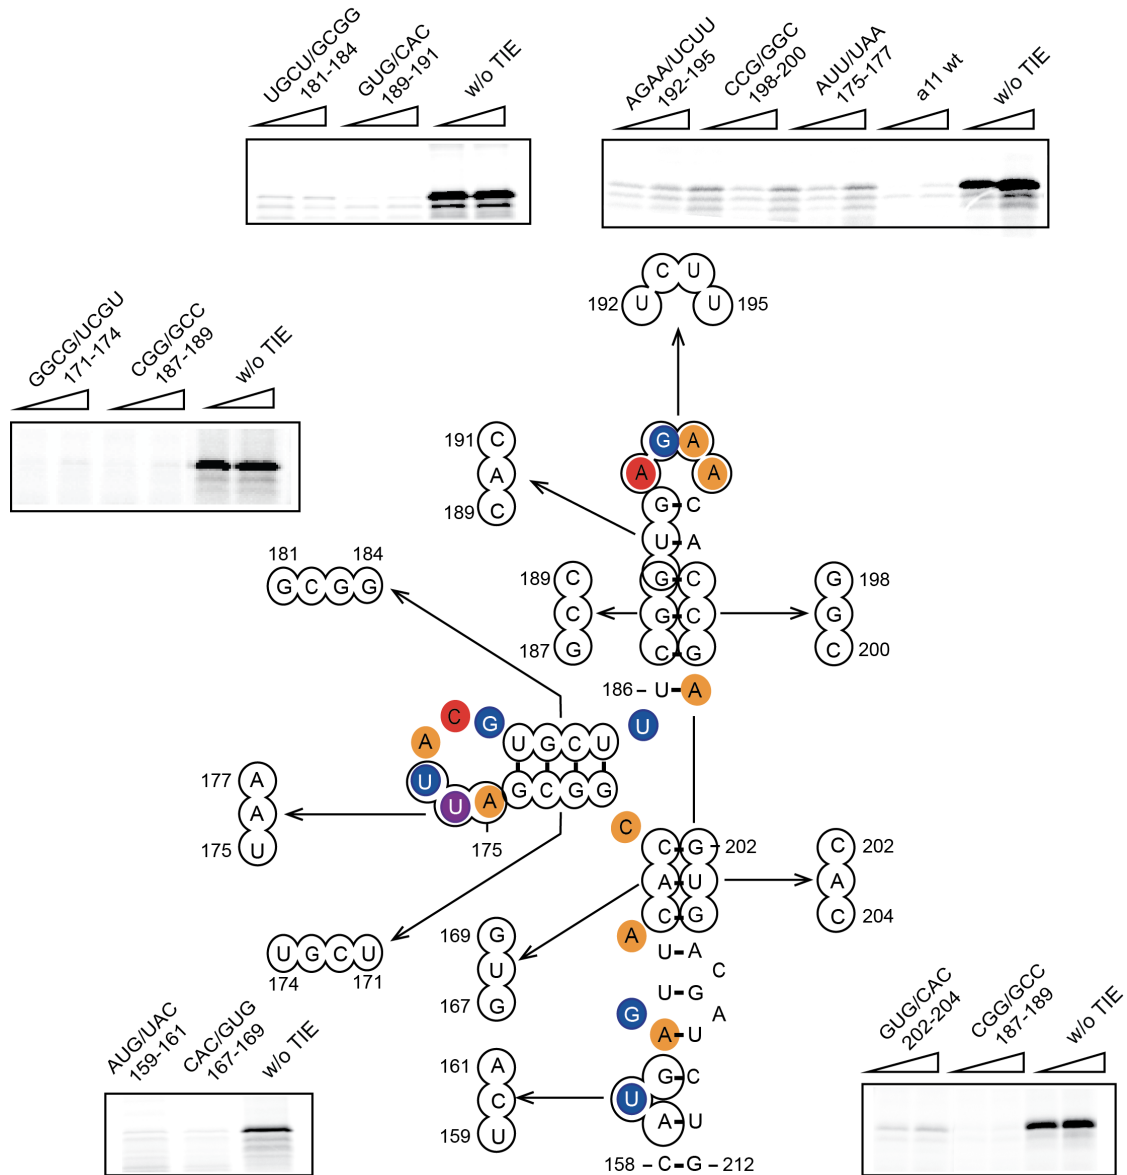 UGCU/GCGG
181-184
GUG/CAC
189-191
w/o TIE
AGAA/UCUU
192-195
CCG/GGC
198-200
AUU/UAA
175-177
a11 wt
w/o TIE
C U
192 U U 195
GGCG/UCGU
171-174
CGG/GCC
187-189
w/o TIE
191 C
A
189 C
G A
A A
G C
U A
181 184
G C G G
189 C
C
187 G
G C
G C
C G
G 198
G
C 200
186 U A
A C G U G C U U
U U A G C G G
175
177 A
A
175 U
C
C G 202
A U
C G
C 202
A
C 204
169 G
U
167 G
U G C U
174 171
A U A
C
U G
G A
A U
G C
U
A U
158 C G 212
161 A
C
159 U
AUG/UAC
159-161
CAC/GUG
167-169
w/o TIE
GUG/CAC
202-204
CGG/GCC
187-189
w/o TIE